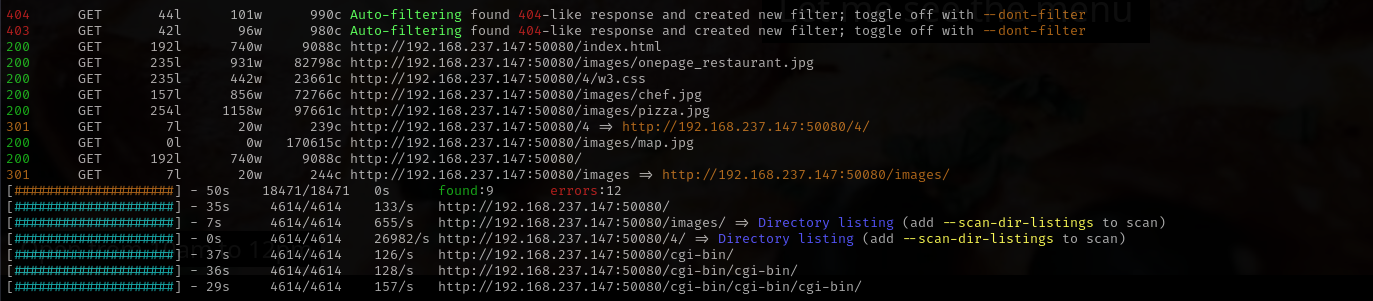 Let me see the menu
404 GET 44l 101w 990c Auto-filtering found 404-like response and created new filter; toggle off with --dont-filter
403 GET 42l 96w 980c Auto-filtering found 404-like response and created new filter; toggle off with --dont-filter
200 GET 192l 740w 9088c http://192.168.237.147:50080/index.html
200 GET 235l 931w 82798c http://192.168.237.147:50080/images/onepage_restaurant.jpg
200 GET 235l 442w 23661c http://192.168.237.147:50080/4/w3.css
200 GET 157l 856w 72766c http://192.168.237.147:50080/images/chef.jpg
200 GET 254l 1158w 97661c http://192.168.237.147:50080/images/pizza.jpg
301 GET 7l 20w 239c http://192.168.237.147:50080/4 => http://192.168.237.147:50080/4/
200 GET 0l 0w 170615c http://192.168.237.147:50080/images/map.jpg
200 GET 192l 740w 9088c http://192.168.237.147:50080/
301 GET 7l 20w 244c http://192.168.237.147:50080/images => http://192.168.237.147:50080/images/
[####################] - 50s 18471/18471 0s found:9 errors:12
[####################] - 35s 4614/4614 133/s http://192.168.237.147:50080/
[####################] - 7s 4614/4614 655/s http://192.168.237.147:50080/images/ => Directory listing (add --scan-dir-listings to scan)
[####################] - 0s 4614/4614 26982/s http://192.168.237.147:50080/4/ => Directory listing (add --scan-dir-listings to scan)
[####################] - 37s 4614/4614 126/s http://192.168.237.147:50080/cgi-bin/
[####################] - 36s 4614/4614 128/s http://192.168.237.147:50080/cgi-bin/cgi-bin/
[####################] - 29s 4614/4614 157/s http://192.168.237.147:50080/cgi-bin/cgi-bin/cgi-bin/